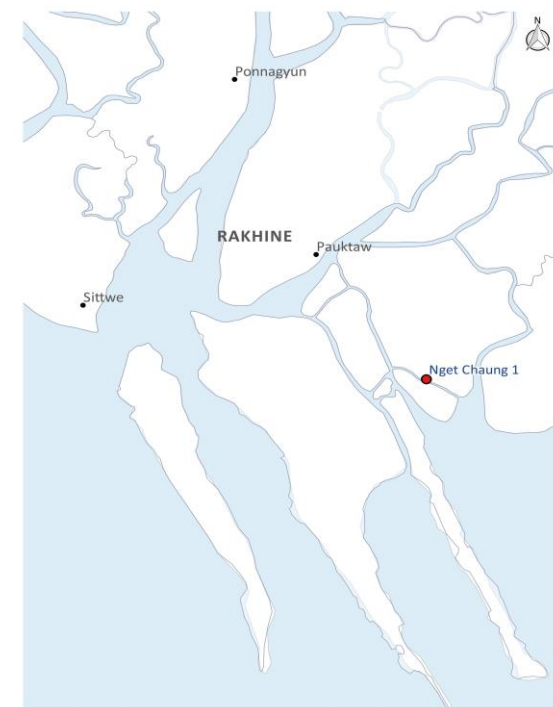 N
Ponnagyun
RAKHINE
Pauktaw
Sittwe
Nget Chaung 1